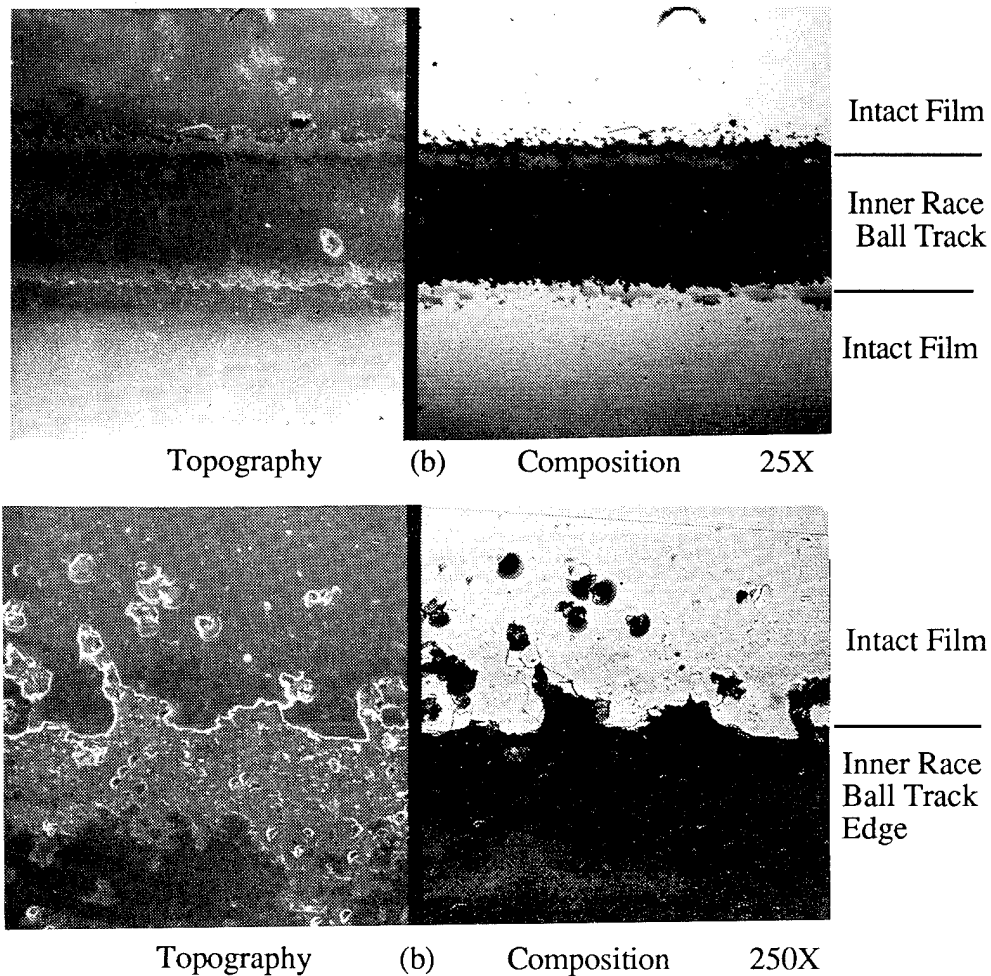 Intact Film
Inner Race
Ball Track
Intact Film
Topography (b) Composition 25X
Intact Film
Inner Race
Ball Track
Edge
Topography (b) Composition 250X